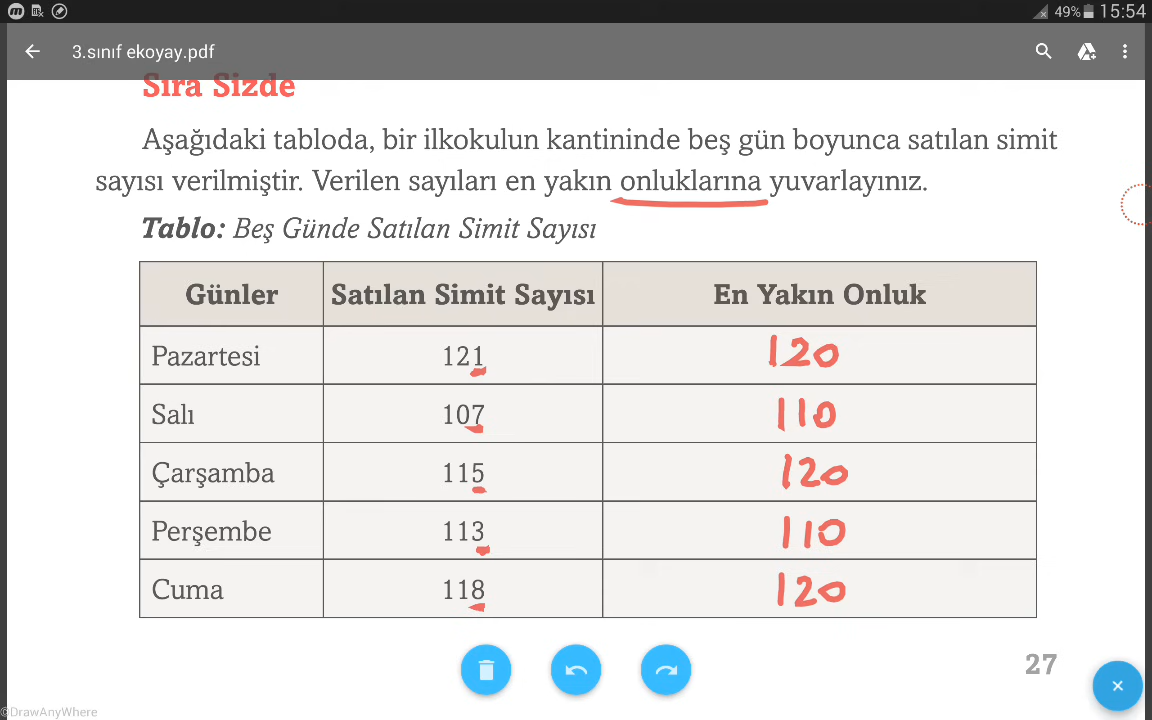 49% 15:54
3.sınıf ekoyay.pdf
Sıra Sizde
Aşağıdaki tabloda, bir ilkokulun kantininde beş gün boyunca satılan simit
sayısı verilmiştir. Verilen sayıları en yakın onluklarına yuvarlayınız.
Tablo: Beş Günde Satılan Simit Sayısı
Günler Satılan Simit Sayısı En Yakın Onluk
Pazartesi 121 120
Salı 107 110
Çarşamba 115 120
Perşembe 113 110
Cuma 118 120
27
©DrawAnyWhere